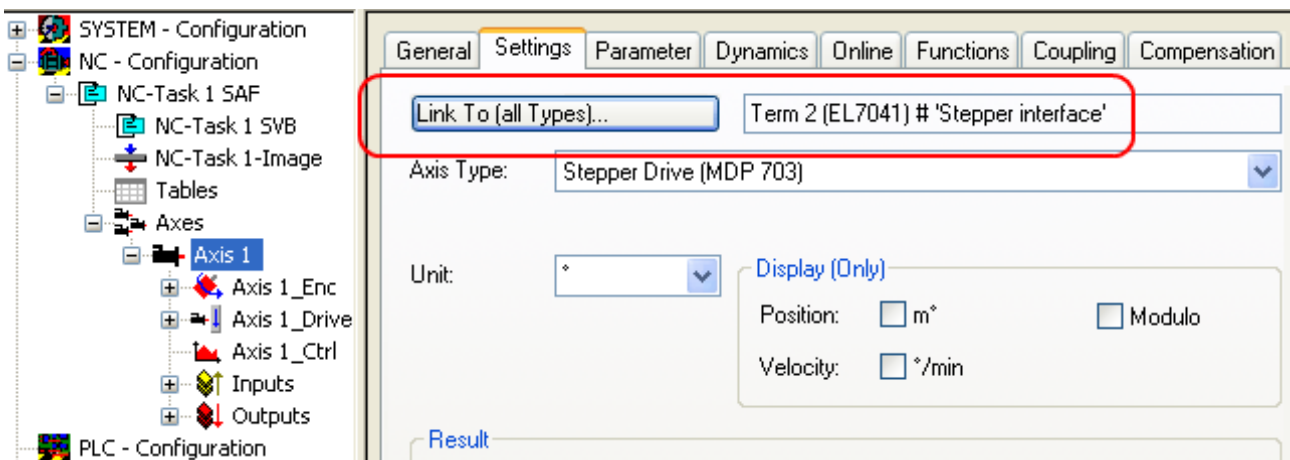 SYSTEM - Configuration
NC - Configuration
NC-Task 1 SAF
NC-Task 1 SVB
NC-Task 1-Image
Tables
Axes
Axis 1
Axis 1_Enc
Axis 1_Drive
Axis 1_Ctrl
Inputs
Outputs
PLC - Configuration
General Settings Parameter Dynamics Online Functions Coupling Compensation
Link To (all Types)... Term 2 (EL7041) # 'Stepper interface'
Axis Type: Stepper Drive (MDP 703)
Unit: °
Display (Only)
Position: m° Modulo
Velocity: °/min
Result